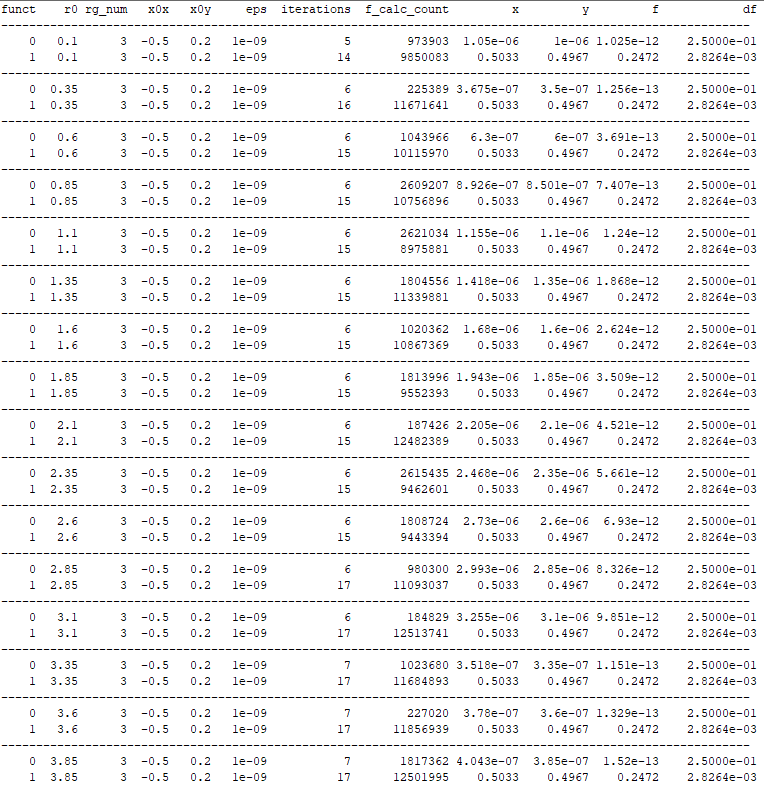 funct r0 rg_num x0x x0y eps iterations f_calc_count x y f df
0 0.1 3 -0.5 0.2 1e-09 5 973903 1.05e-06 1e-06 1.025e-12 2.5000e-01
1 0.1 3 -0.5 0.2 1e-09 14 9850083 0.5033 0.4967 0.2472 2.8264e-03
0 0.35 3 -0.5 0.2 1e-09 6 225389 3.675e-07 3.5e-07 1.256e-13 2.5000e-01
1 0.35 3 -0.5 0.2 1e-09 16 11671641 0.5033 0.4967 0.2472 2.8264e-03
0 0.6 3 -0.5 0.2 1e-09 6 1043966 6.3e-07 6e-07 3.691e-13 2.5000e-01
1 0.6 3 -0.5 0.2 1e-09 15 10115970 0.5033 0.4967 0.2472 2.8264e-03
0 0.85 3 -0.5 0.2 1e-09 6 2609207 8.926e-07 8.501e-07 7.407e-13 2.5000e-01
1 0.85 3 -0.5 0.2 1e-09 15 10756896 0.5033 0.4967 0.2472 2.8264e-03
0 1.1 3 -0.5 0.2 1e-09 6 2621034 1.155e-06 1.1e-06 1.24e-12 2.5000e-01
1 1.1 3 -0.5 0.2 1e-09 15 8975881 0.5033 0.4967 0.2472 2.8264e-03
0 1.35 3 -0.5 0.2 1e-09 6 1804556 1.418e-06 1.35e-06 1.868e-12 2.5000e-01
1 1.35 3 -0.5 0.2 1e-09 15 11339881 0.5033 0.4967 0.2472 2.8264e-03
0 1.6 3 -0.5 0.2 1e-09 6 1020362 1.68e-06 1.6e-06 2.624e-12 2.5000e-01
1 1.6 3 -0.5 0.2 1e-09 15 10867369 0.5033 0.4967 0.2472 2.8264e-03
0 1.85 3 -0.5 0.2 1e-09 6 1813996 1.943e-06 1.85e-06 3.509e-12 2.5000e-01
1 1.85 3 -0.5 0.2 1e-09 15 9552393 0.5033 0.4967 0.2472 2.8264e-03
0 2.1 3 -0.5 0.2 1e-09 6 187426 2.205e-06 2.1e-06 4.521e-12 2.5000e-01
1 2.1 3 -0.5 0.2 1e-09 15 12482389 0.5033 0.4967 0.2472 2.8264e-03
0 2.35 3 -0.5 0.2 1e-09 6 2615435 2.468e-06 2.35e-06 5.661e-12 2.5000e-01
1 2.35 3 -0.5 0.2 1e-09 15 9462601 0.5033 0.4967 0.2472 2.8264e-03
0 2.6 3 -0.5 0.2 1e-09 6 1808724 2.73e-06 2.6e-06 6.93e-12 2.5000e-01
1 2.6 3 -0.5 0.2 1e-09 15 9443394 0.5033 0.4967 0.2472 2.8264e-03
0 2.85 3 -0.5 0.2 1e-09 6 980300 2.993e-06 2.85e-06 8.326e-12 2.5000e-01
1 2.85 3 -0.5 0.2 1e-09 17 11093037 0.5033 0.4967 0.2472 2.8264e-03
0 3.1 3 -0.5 0.2 1e-09 6 184829 3.255e-06 3.1e-06 9.851e-12 2.5000e-01
1 3.1 3 -0.5 0.2 1e-09 17 12513741 0.5033 0.4967 0.2472 2.8264e-03
0 3.35 3 -0.5 0.2 1e-09 7 1023680 3.518e-07 3.35e-07 1.151e-13 2.5000e-01
1 3.35 3 -0.5 0.2 1e-09 17 11684893 0.5033 0.4967 0.2472 2.8264e-03
0 3.6 3 -0.5 0.2 1e-09 7 227020 3.78e-07 3.6e-07 1.329e-13 2.5000e-01
1 3.6 3 -0.5 0.2 1e-09 17 11856939 0.5033 0.4967 0.2472 2.8264e-03
0 3.85 3 -0.5 0.2 1e-09 7 1817362 4.043e-07 3.85e-07 1.52e-13 2.5000e-01
1 3.85 3 -0.5 0.2 1e-09 17 12501995 0.5033 0.4967 0.2472 2.8264e-03